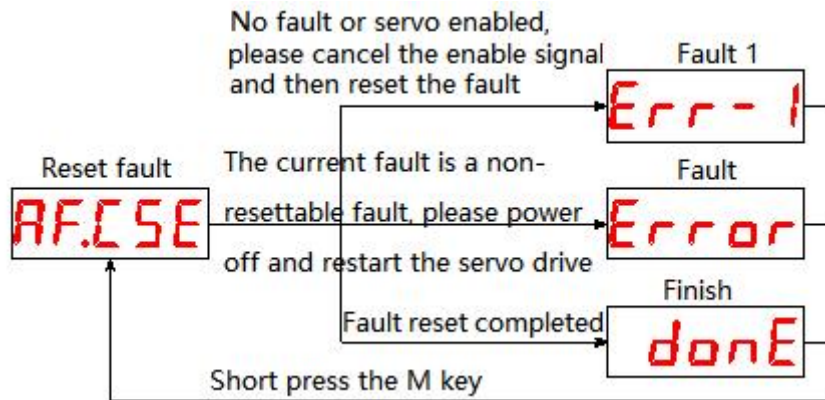 No fault or servo enabled,
please cancel the enable signal
and then reset the fault
Fault 1
Err-1
Reset fault
AF.CSE
The current fault is a non-
resettable fault, please power
off and restart the servo drive
Fault
Error
Fault reset completed
Finish
donE
Short press the M key